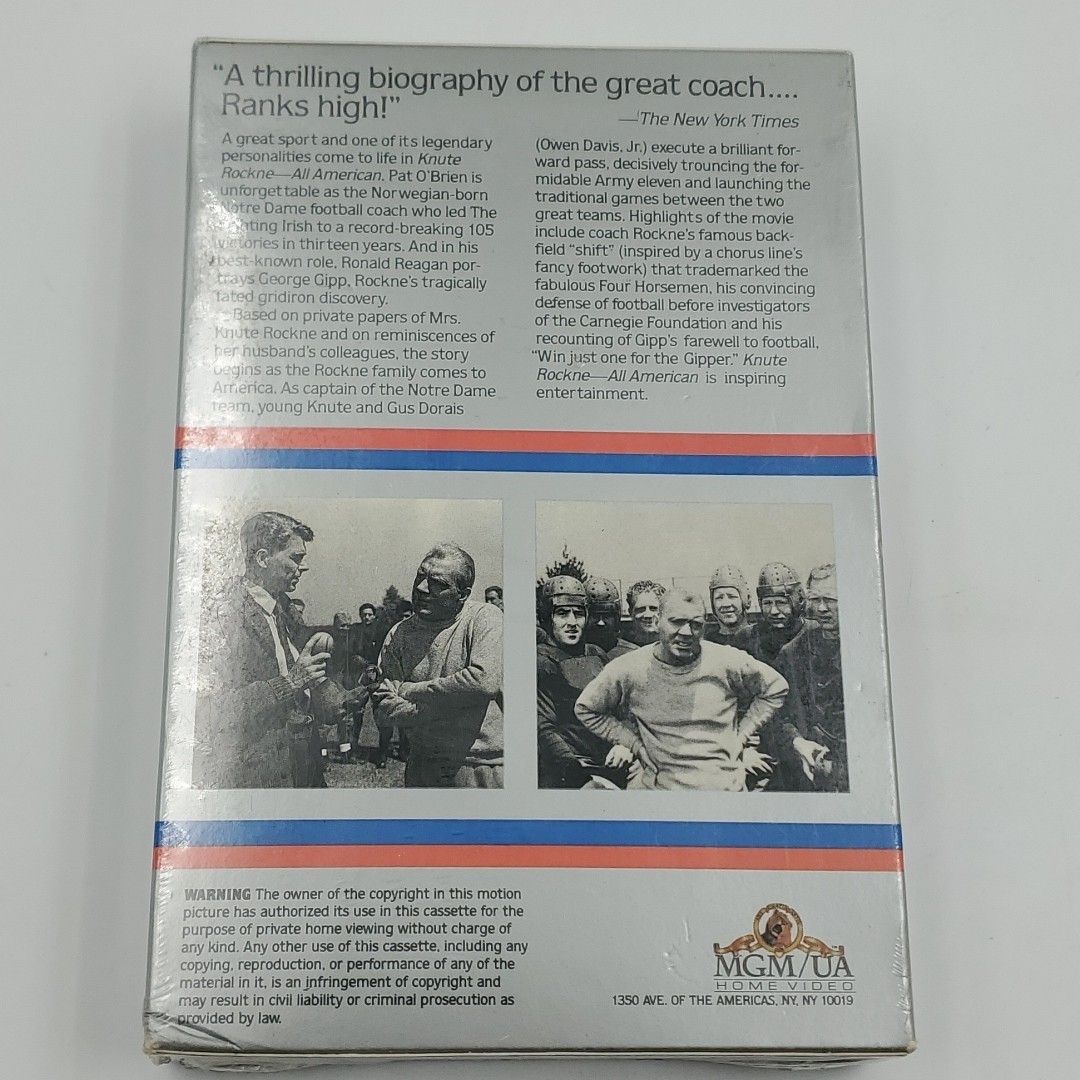 “A thrilling biography of the great coach....
Ranks high!”
—The New York Times
A great sport and one of its legendary
personalities come to life in Knute
Rockne—All American. Pat O'Brien is
unforgettable as the Norwegian-born
Notre Dame football coach who led The
Fighting Irish to a record-breaking 105
victories in thirteen years. And in his
best-known role, Ronald Reagan por-
trays George Gipp, Rockne's tragically
fated gridiron discovery.
Based on private papers of Mrs.
Knute Rockne and on reminiscences of
her husband's colleagues, the story
begins as the Rockne family comes to
America. As captain of the Notre Dame
team, young Knute and Gus Dorais
(Owen Davis, Jr.) execute a brilliant for-
ward pass, decisively trouncing the for-
midable Army eleven and launching the
traditional games between the two
great teams. Highlights of the movie
include coach Rockne's famous back-
field “shift” (inspired by a chorus line's
fancy footwork) that trademarked the
fabulous Four Horsemen, his convincing
defense of football before investigators
of the Carnegie Foundation and his
recounting of Gipp's farewell to football,
“Win just one for the Gipper.” Knute
Rockne—All American is inspiring
entertainment.
WARNING The owner of the copyright in this motion
picture has authorized its use in this cassette for the
purpose of private home viewing without charge of
any kind. Any other use of this cassette, including any
copying, reproduction, or performance of any of the
material in it, is an infringement of copyright and
may result in civil liability or criminal prosecution as
provided by law.
MGM/UA
HOME VIDEO
1350 AVE. OF THE AMERICAS, NY, NY 10019